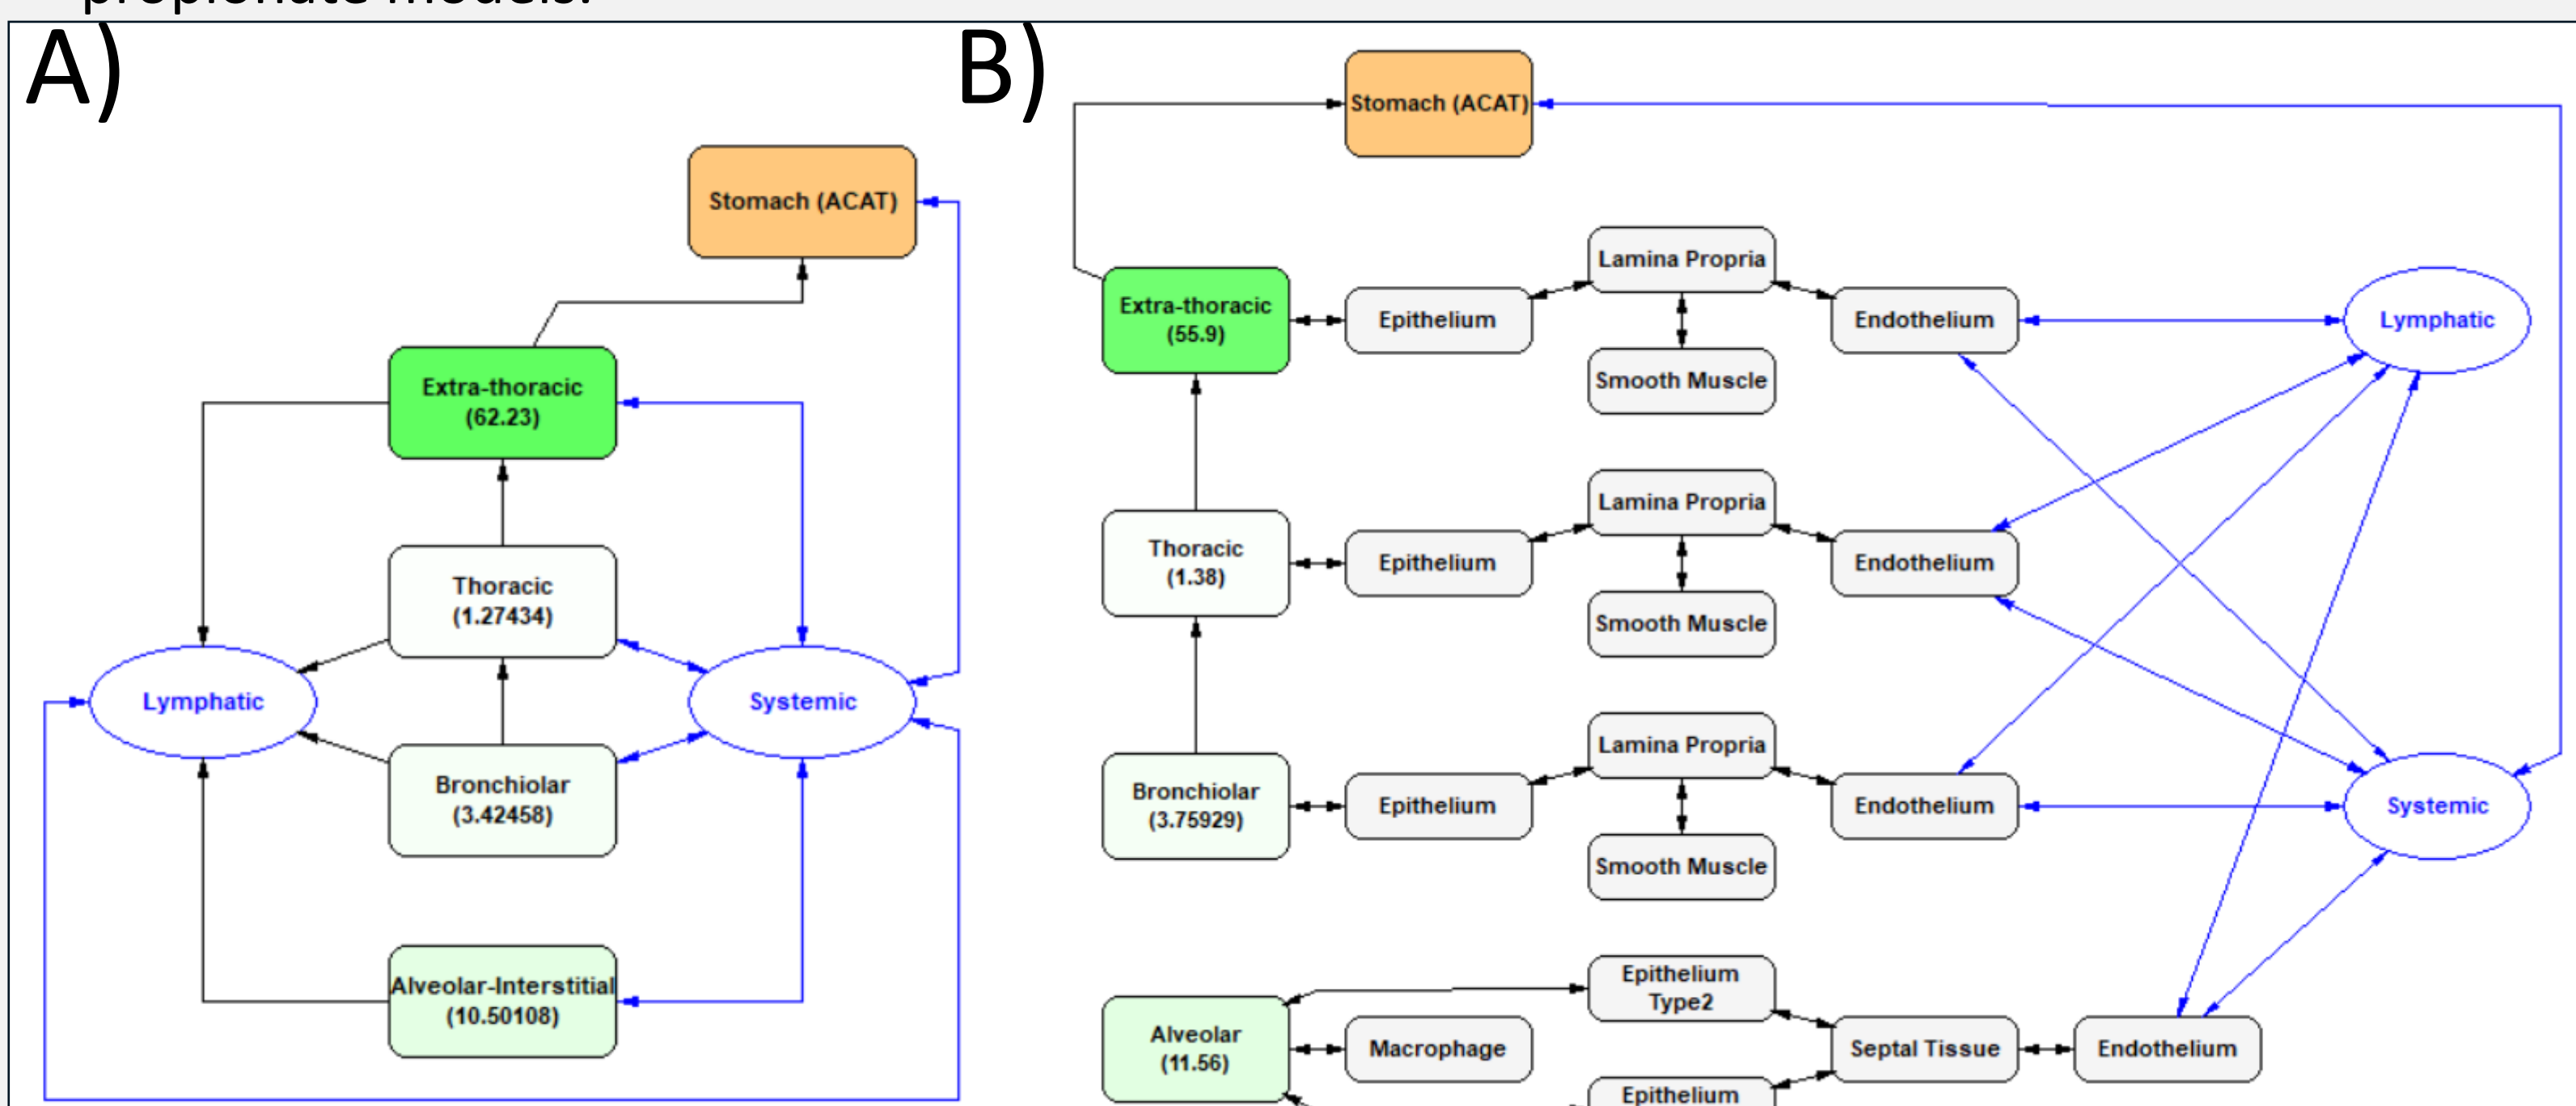 propionate models.
A)
Stomach (ACAT)
Extra-thoracic
(62.23)
Thoracic
(1.27434)
Lymphatic
Systemic
Bronchiolar
(3.42458)
Alveolar-Interstitial
(10.50108)
B)
Stomach (ACAT)
Lamina Propria
Extra-thoracic
(55.9)
Epithelium
Endothelium
Lymphatic
Smooth Muscle
Lamina Propria
Thoracic
(1.38)
Epithelium
Endothelium
Smooth Muscle
Lamina Propria
Bronchiolar
(3.75929)
Epithelium
Endothelium
Systemic
Smooth Muscle
Epithelium
Type2
Alveolar
(11.56)
Macrophage
Septal Tissue
Endothelium
Epithelium